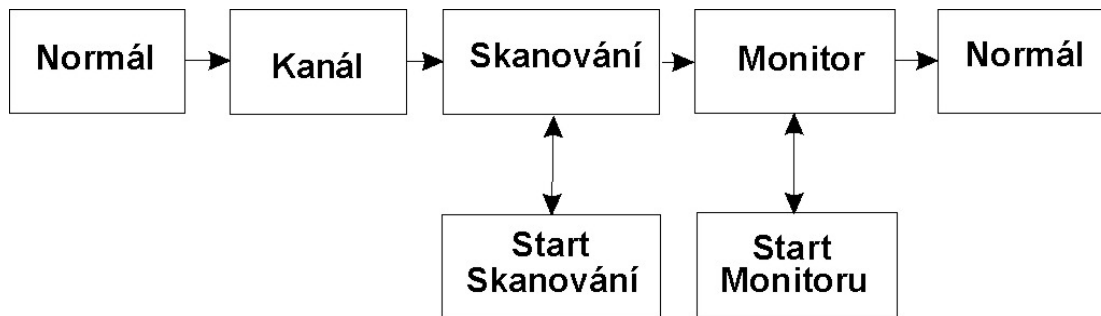 Normál
Kanál
Skanování
Monitor
Normál
Start
Skanování
Start
Monitoru